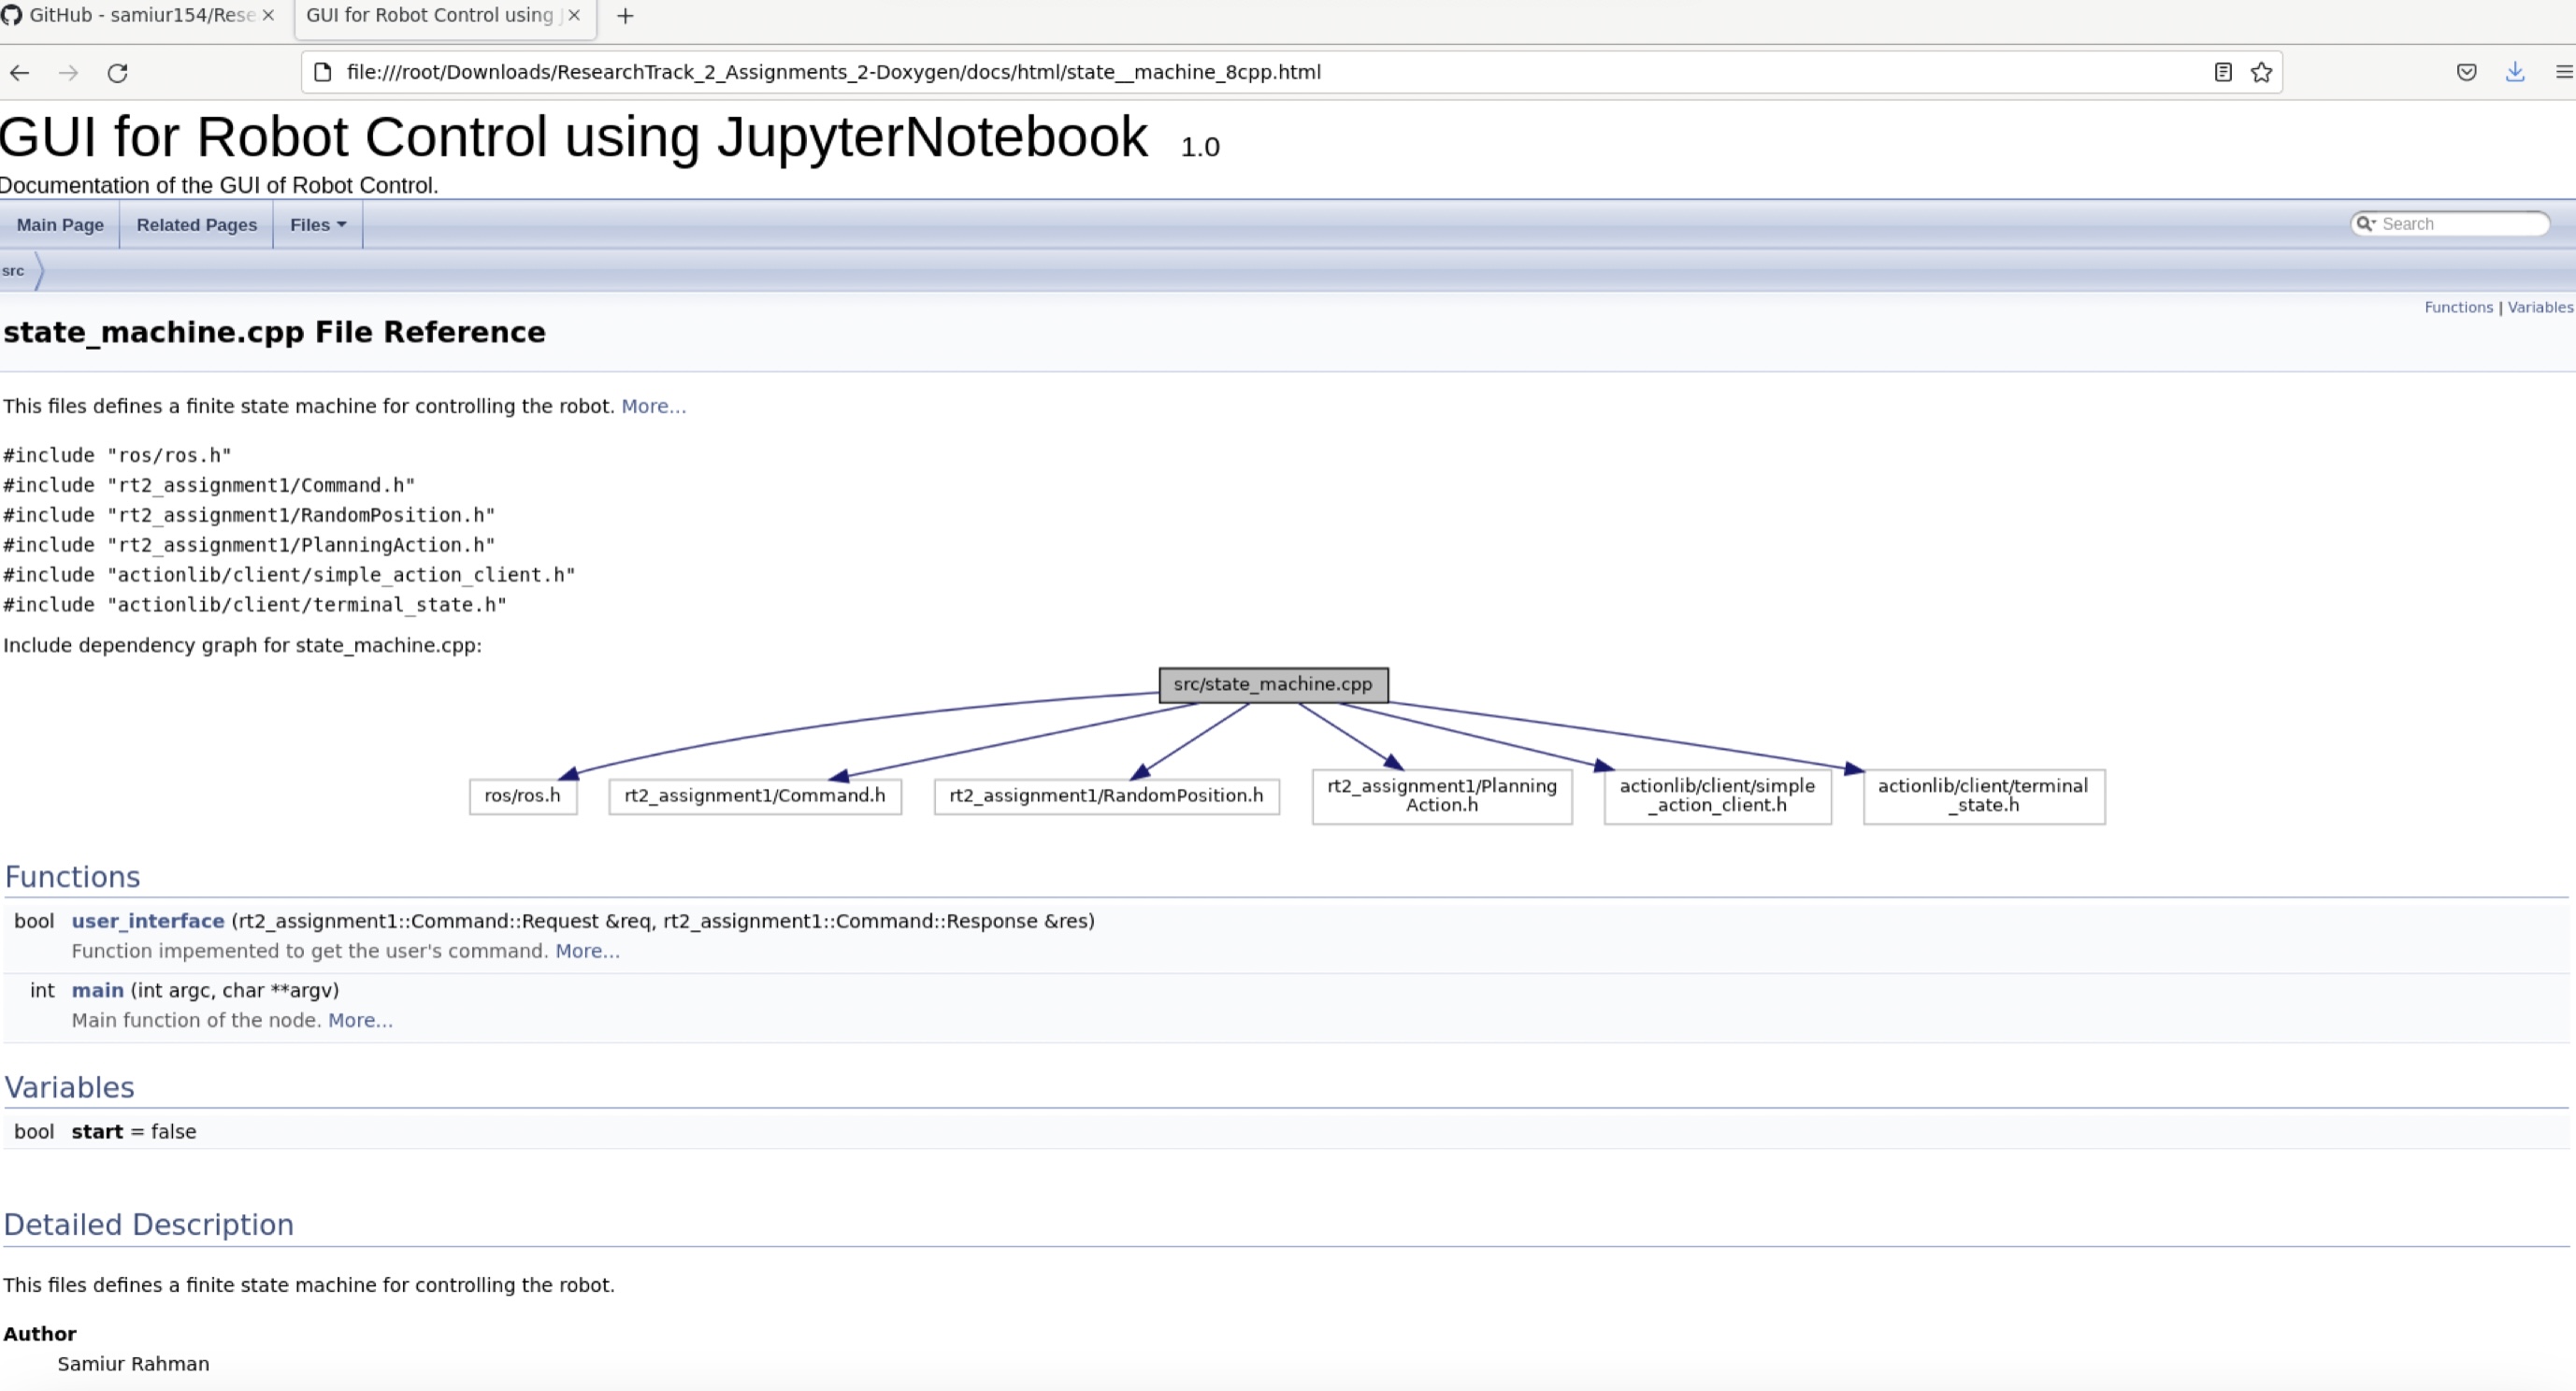 GitHub - samiur154/Rese
GUI for Robot Control using J
file:///root/Downloads/ResearchTrack_2_Assignments_2-Doxygen/docs/html/state__machine_8cpp.html
GUI for Robot Control using JupyterNotebook 1.0
Documentation of the GUI of Robot Control.
Main Page Related Pages Files Search
src
Functions | Variables
state_machine.cpp File Reference
This files defines a finite state machine for controlling the robot. More...
#include "ros/ros.h"
#include "rt2_assignment1/Command.h"
#include "rt2_assignment1/RandomPosition.h"
#include "rt2_assignment1/PlanningAction.h"
#include "actionlib/client/simple_action_client.h"
#include "actionlib/client/terminal_state.h"
Include dependency graph for state_machine.cpp:
src/state_machine.cpp
ros/ros.h
rt2_assignment1/Command.h
rt2_assignment1/RandomPosition.h
rt2_assignment1/Planning
Action.h
actionlib/client/simple
_action_client.h
actionlib/client/terminal
_state.h
Functions
bool user_interface (rt2_assignment1::Command::Request &req, rt2_assignment1::Command::Response &res)
Function impemented to get the user's command. More...
int main (int argc, char **argv)
Main function of the node. More...
Variables
bool start = false
Detailed Description
This files defines a finite state machine for controlling the robot.
Author
Samiur Rahman